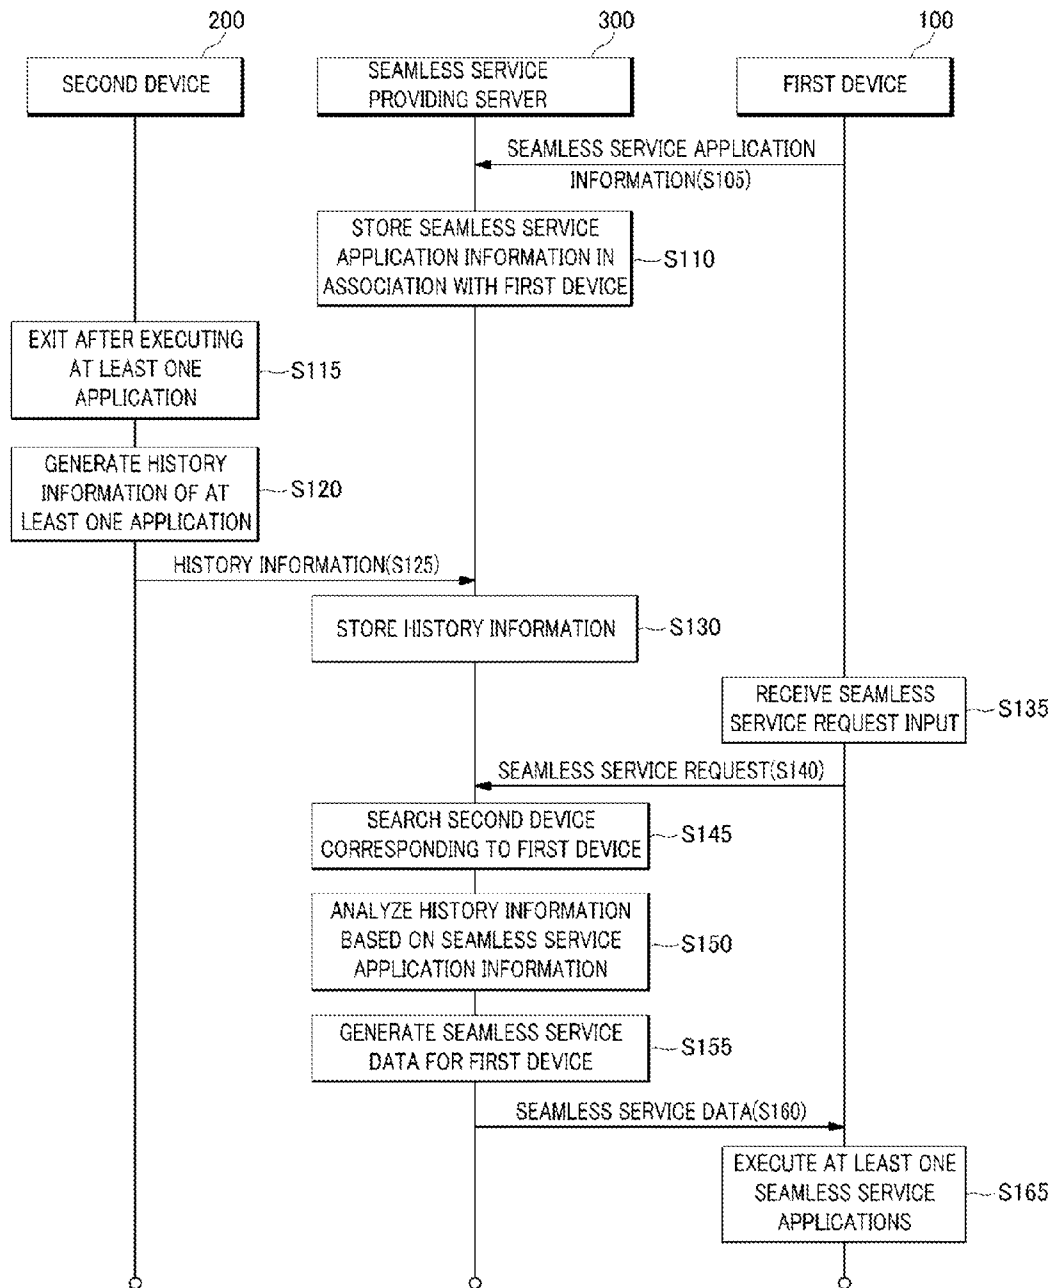 200
300
100
SECOND DEVICE
SEAMLESS SERVICE
PROVIDING SERVER
FIRST DEVICE
SEAMLESS SERVICE APPLICATION
INFORMATION(S105)
STORE SEAMLESS SERVICE
APPLICATION INFORMATION IN
ASSOCIATION WITH FIRST DEVICE
S110
EXIT AFTER EXECUTING
AT LEAST ONE
APPLICATION
S115
GENERATE HISTORY
INFORMATION OF AT
LEAST ONE APPLICATION
S120
HISTORY INFORMATION(S125)
STORE HISTORY INFORMATION
S130
RECEIVE SEAMLESS
SERVICE REQUEST INPUT
S135
SEAMLESS SERVICE REQUEST(S140)
SEARCH SECOND DEVICE
CORRESPONDING TO FIRST DEVICE
S145
ANALYZE HISTORY INFORMATION
BASED ON SEAMLESS SERVICE
APPLICATION INFORMATION
S150
GENERATE SEAMLESS SERVICE
DATA FOR FIRST DEVICE
S155
SEAMLESS SERVICE DATA(S160)
EXECUTE AT LEAST ONE
SEAMLESS SERVICE
APPLICATIONS
S165